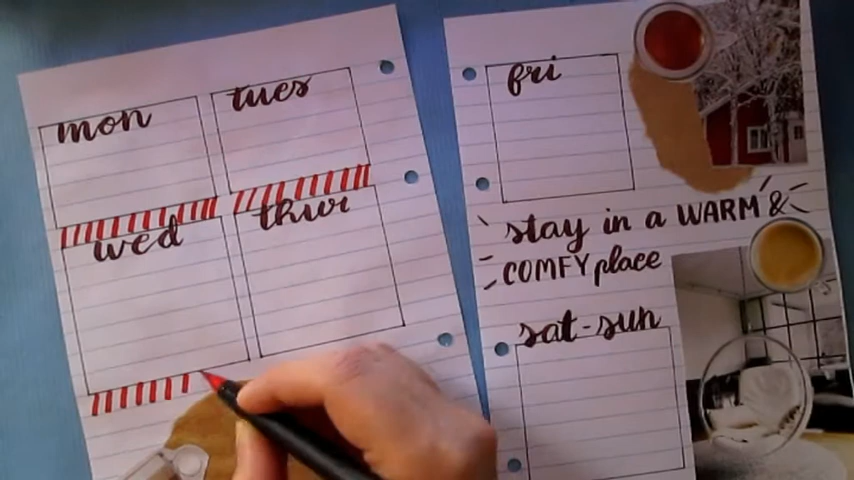 mon
tues
wed
thur
fri
stay in a WARM &
COMFY place
sat-sun